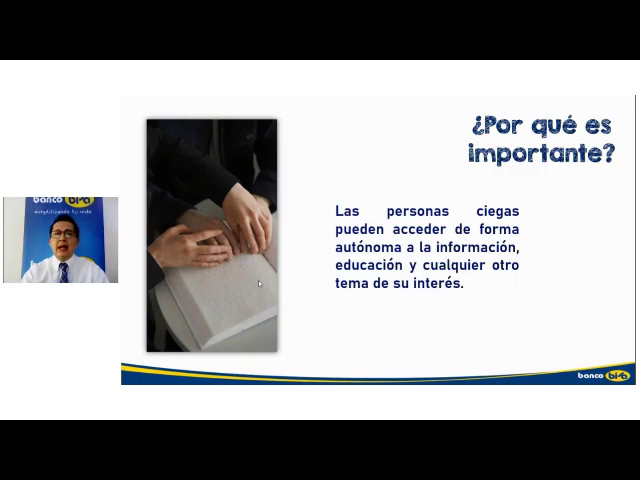 ¿Por qué es
importante?
Las personas ciegas
pueden acceder de forma
autónoma a la información,
educación y cualquier otro
tema de su interés.
banco bi-a
simplificando tu vida
banco bi-a